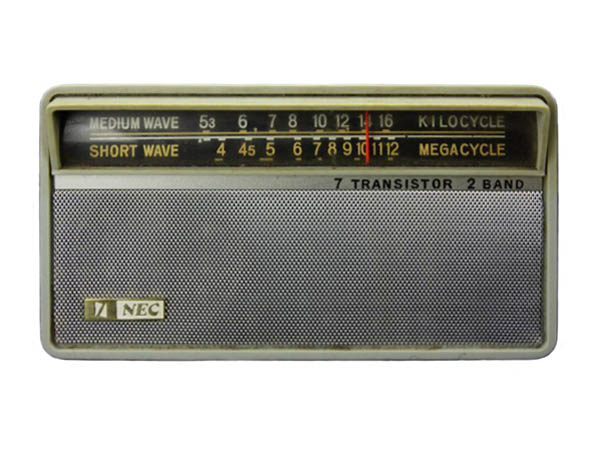 MEDIUM WAVE 53 6 7 8 10 12 14 16 KILOCYCLE
SHORT WAVE 4 45 5 6 7 8 9 10 11 12 MEGACYCLE
7 TRANSISTOR 2 BAND
7 NEC